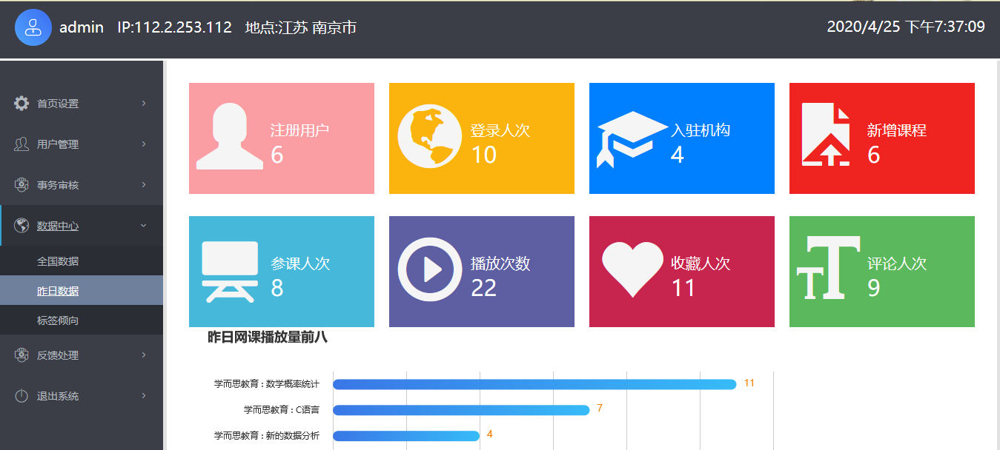 admin IP:112.2.253.112 地点:江苏 南京市 2020/4/25 下午7:37:09
首页设置
用户管理
事务审核
数据中心
全国数据
昨日数据
标签倾向
反馈处理
退出系统
注册用户
6
登录人次
10
入驻机构
4
新增课程
6
参课人次
8
播放次数
22
收藏人次
11
评论人次
9
昨日网课播放量前八
学而思教育 : 数学概率统计 11
学而思教育 : C语言 7
学而思教育 : 新的数据分析 4